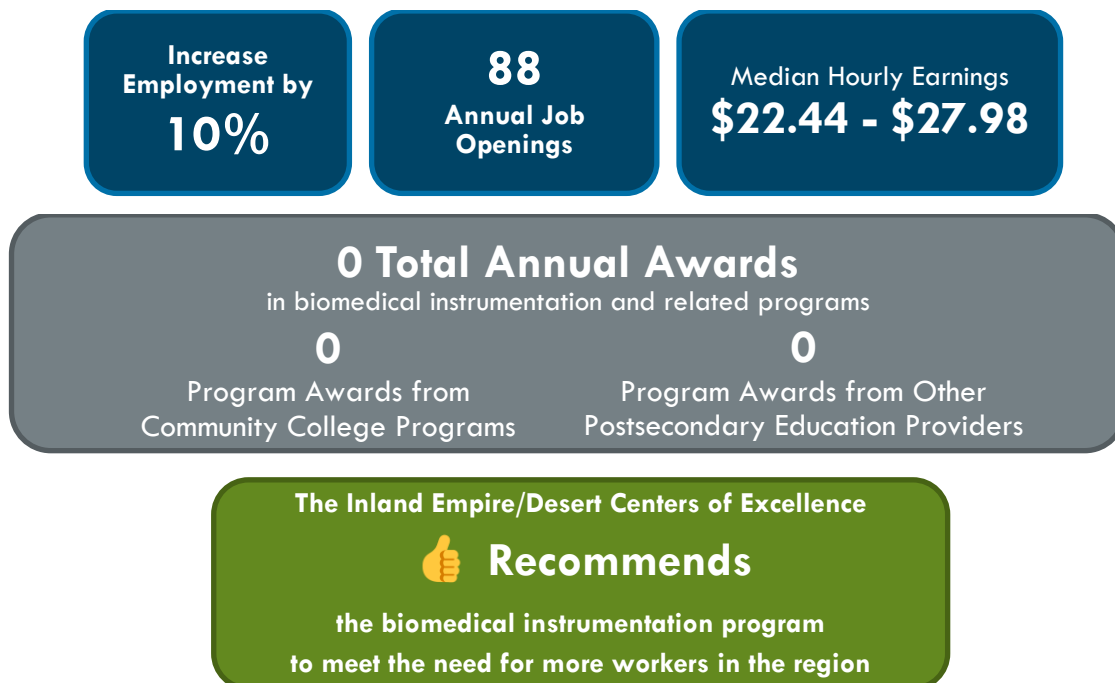 Increase
Employment by
10%
88
Annual Job
Openings
Median Hourly Earnings
$22.44 - $27.98
0 Total Annual Awards
in biomedical instrumentation and related programs
0
Program Awards from
Community College Programs
0
Program Awards from Other
Postsecondary Education Providers
The Inland Empire/Desert Centers of Excellence
Recommends
the biomedical instrumentation program
to meet the need for more workers in the region